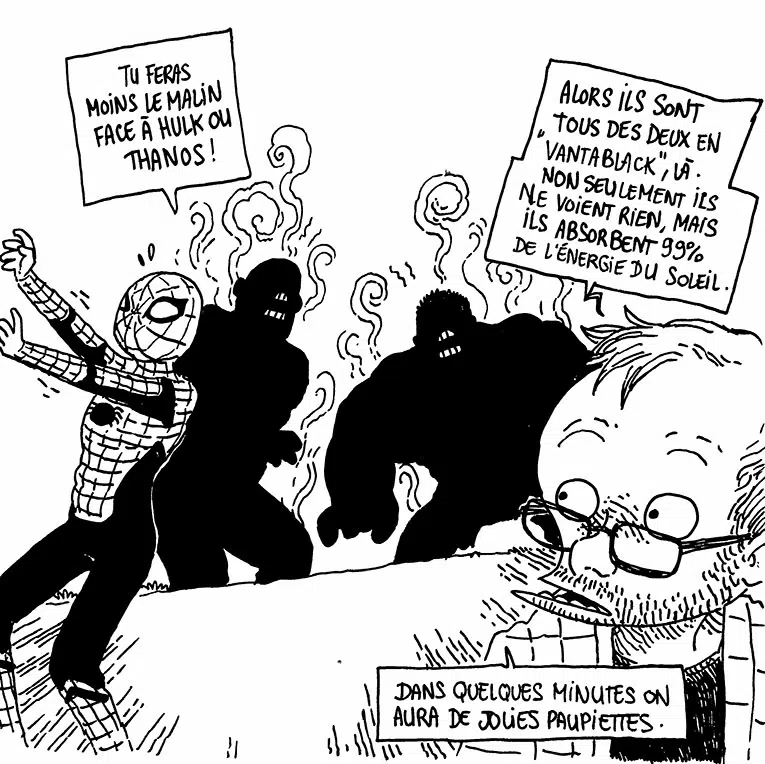 TU FERAS
MOINS LE MALIN
FACE À HULK OU
THANOS !
ALORS ILS SONT
TOUS DES DEUX EN
"VANTABLACK", LÀ.
NON SEULEMENT ILS
NE VOIENT RIEN, MAIS
ILS ABSORBENT 99%
DE L'ÉNERGIE DU SOLEIL.
DANS QUELQUES MINUTES ON
AURA DE JOLIES PAUPIETTES.